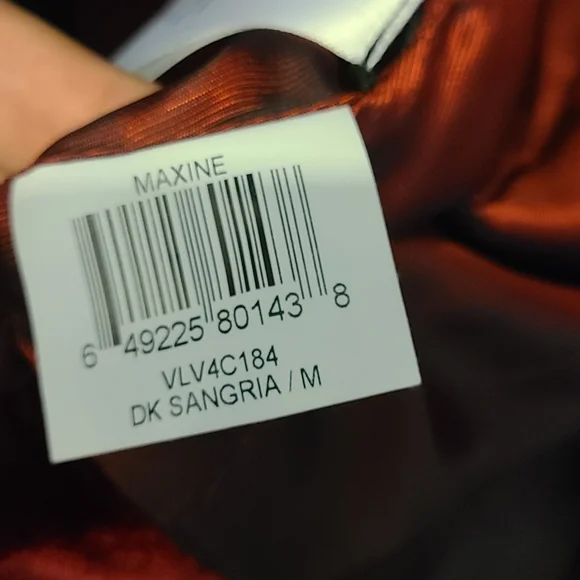 MAXINE
6 49225 80143 8
VLV4C184
DK SANGRIA / M